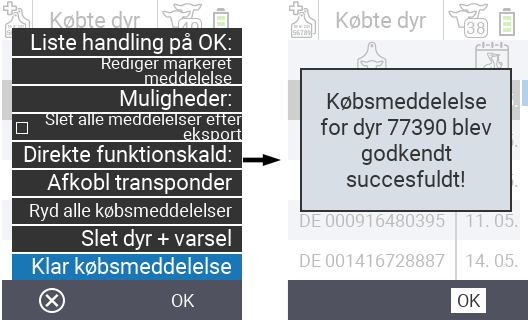 Købte dyr
40
Liste handling på OK:
Rediger markeret
meddelelse
Muligheder:
Slet alle meddelelser efter
eksport
Direkte funktionskald:
Afkobl transponder
Ryd alle købsmeddelelser
Slet dyr + varsel
Klar købsmeddelelse
OK
Købte dyr
38
Købsmeddelelse
for dyr 77390 blev
godkendt
succesfuldt!
DE 000916480395 11. 05.
DE 001416728887 14. 05.
OK